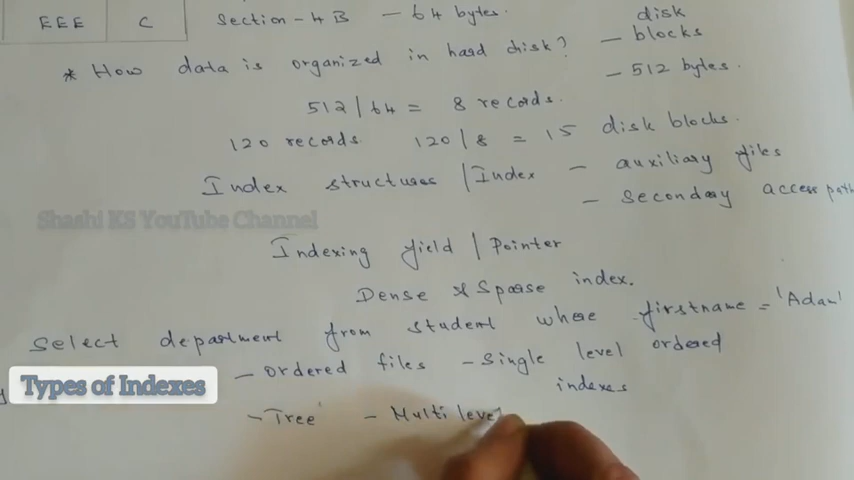 EEE C Section - 4B - 64 bytes. disk
* How data is organized in hard disk? - blocks
- 512 bytes.
512 / 64 = 8 records.
120 records. 120 / 8 = 15 disk blocks.
Index structures / Index - auxiliary files
- Secondary access path
Shashi KS YouTube Channel
Indexing yield / Pointer
Dense & Sparse index.
Select department from student where firstname = 'Adam'
- ordered files - Single level ordered
indexes
Types of Indexes
- Tree - Multi leve